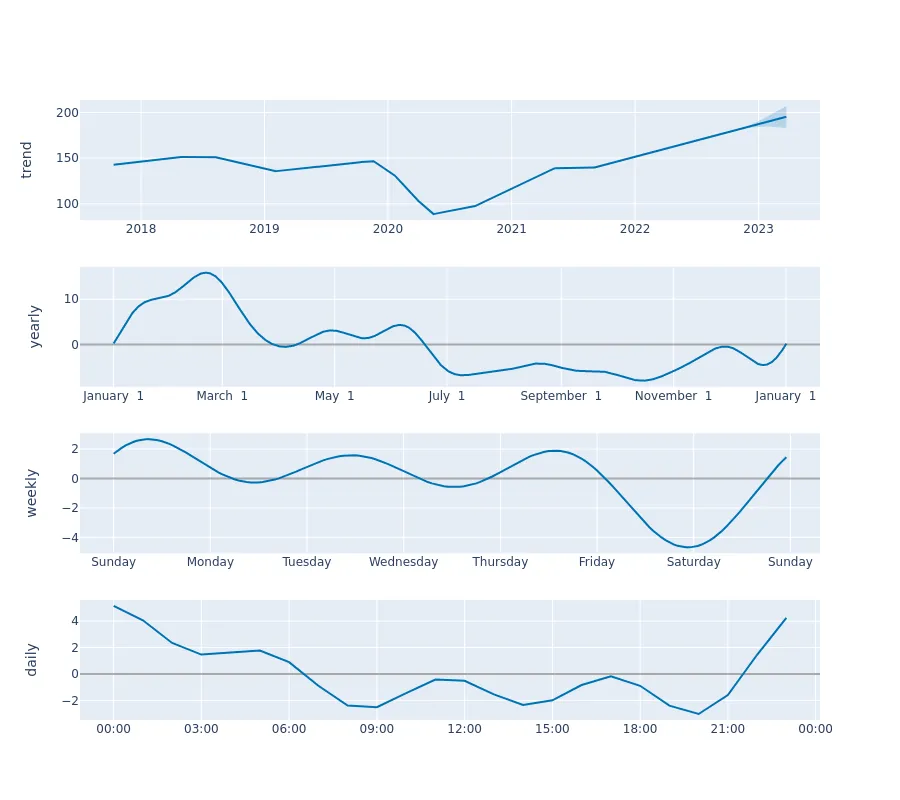 trend
200
150
100
2018 2019 2020 2021 2022 2023
yearly
10
0
January 1 March 1 May 1 July 1 September 1 November 1 January 1
weekly
2
0
−2
−4
Sunday Monday Tuesday Wednesday Thursday Friday Saturday Sunday
daily
4
2
0
−2
00:00 03:00 06:00 09:00 12:00 15:00 18:00 21:00 00:00